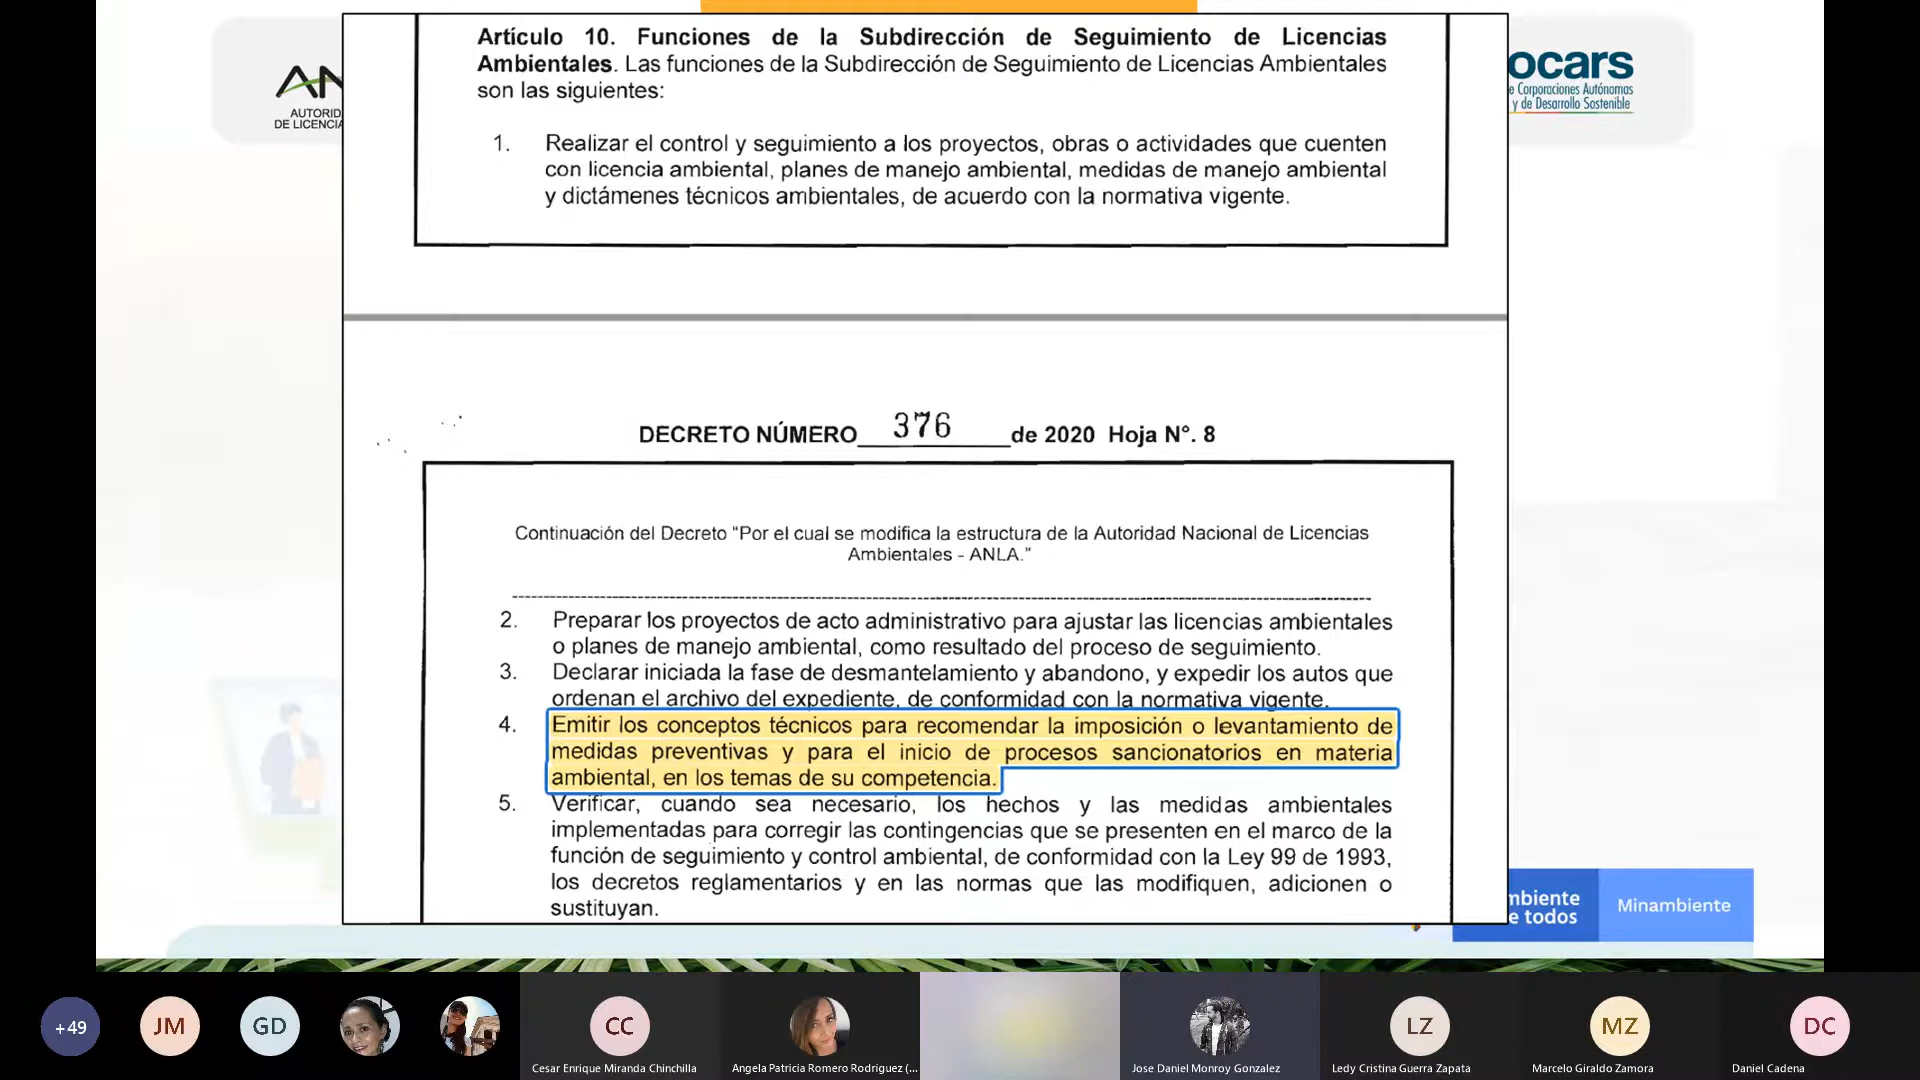 Artículo 10. Funciones de la Subdirección de Seguimiento de Licencias
Ambientales. Las funciones de la Subdirección de Seguimiento de Licencias Ambientales
son las siguientes:
1. Realizar el control y seguimiento a los proyectos, obras o actividades que cuenten
con licencia ambiental, planes de manejo ambiental, medidas de manejo ambiental
y dictámenes técnicos ambientales, de acuerdo con la normativa vigente.
AN
AUTORID
DE LICENCIA
ocars
e Corporaciones Autónomas
y de Desarrollo Sostenible
DECRETO NÚMERO 376 de 2020 Hoja N°. 8
Continuación del Decreto "Por el cual se modifica la estructura de la Autoridad Nacional de Licencias
Ambientales - ANLA."
2. Preparar los proyectos de acto administrativo para ajustar las licencias ambientales
o planes de manejo ambiental, como resultado del proceso de seguimiento.
3. Declarar iniciada la fase de desmantelamiento y abandono, y expedir los autos que
ordenan el archivo del expediente, de conformidad con la normativa vigente.
4. Emitir los conceptos técnicos para recomendar la imposición o levantamiento de
medidas preventivas y para el inicio de procesos sancionatorios en materia
ambiental, en los temas de su competencia.
5. Verificar, cuando sea necesario, los hechos y las medidas ambientales
implementadas para corregir las contingencias que se presenten en el marco de la
función de seguimiento y control ambiental, de conformidad con la Ley 99 de 1993,
los decretos reglamentarios y en las normas que las modifiquen, adicionen o
sustituyan.
mbiente
e todos
Minambiente
+49
JM
GD
CC
Cesar Enrique Miranda Chinchilla
Angela Patricia Romero Rodriguez (...
Jose Daniel Monroy Gonzalez
LZ
Ledy Cristina Guerra Zapata
MZ
Marcelo Giraldo Zamora
DC
Daniel Cadena